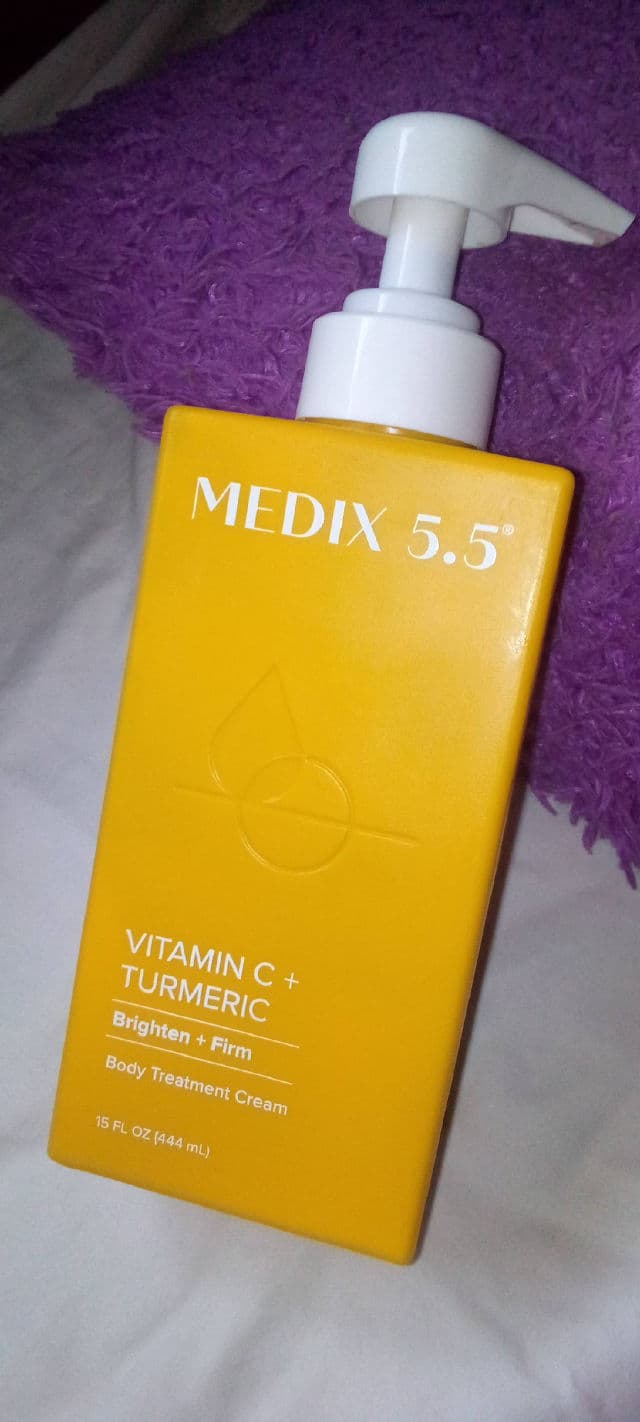 MEDIX 5.5®
VITAMIN C +
TURMERIC
Brighten + Firm
Body Treatment Cream
15 FL OZ (444 mL)